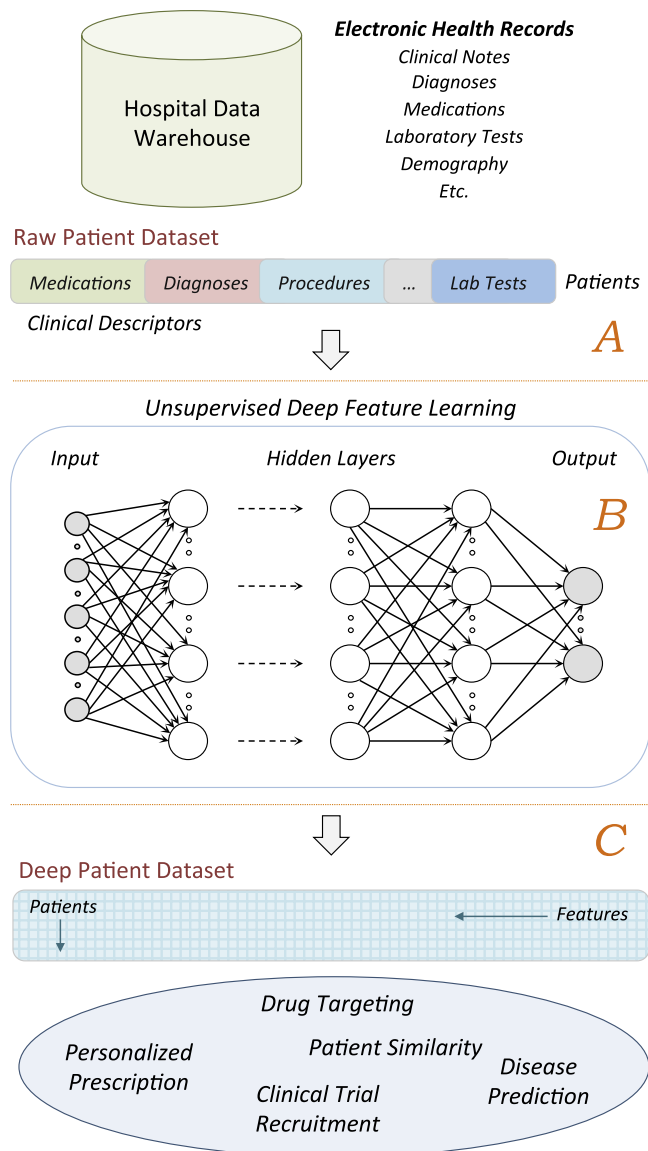 Hospital Data
Warehouse
Electronic Health Records
Clinical Notes
Diagnoses
Medications
Laboratory Tests
Demography
Etc.
Raw Patient Dataset
Medications Diagnoses Procedures ... Lab Tests Patients
Clinical Descriptors
A
Unsupervised Deep Feature Learning
Input Hidden Layers Output
B
C
Deep Patient Dataset
Patients
Features
Drug Targeting
Personalized
Prescription
Patient Similarity
Clinical Trial
Recruitment
Disease
Prediction